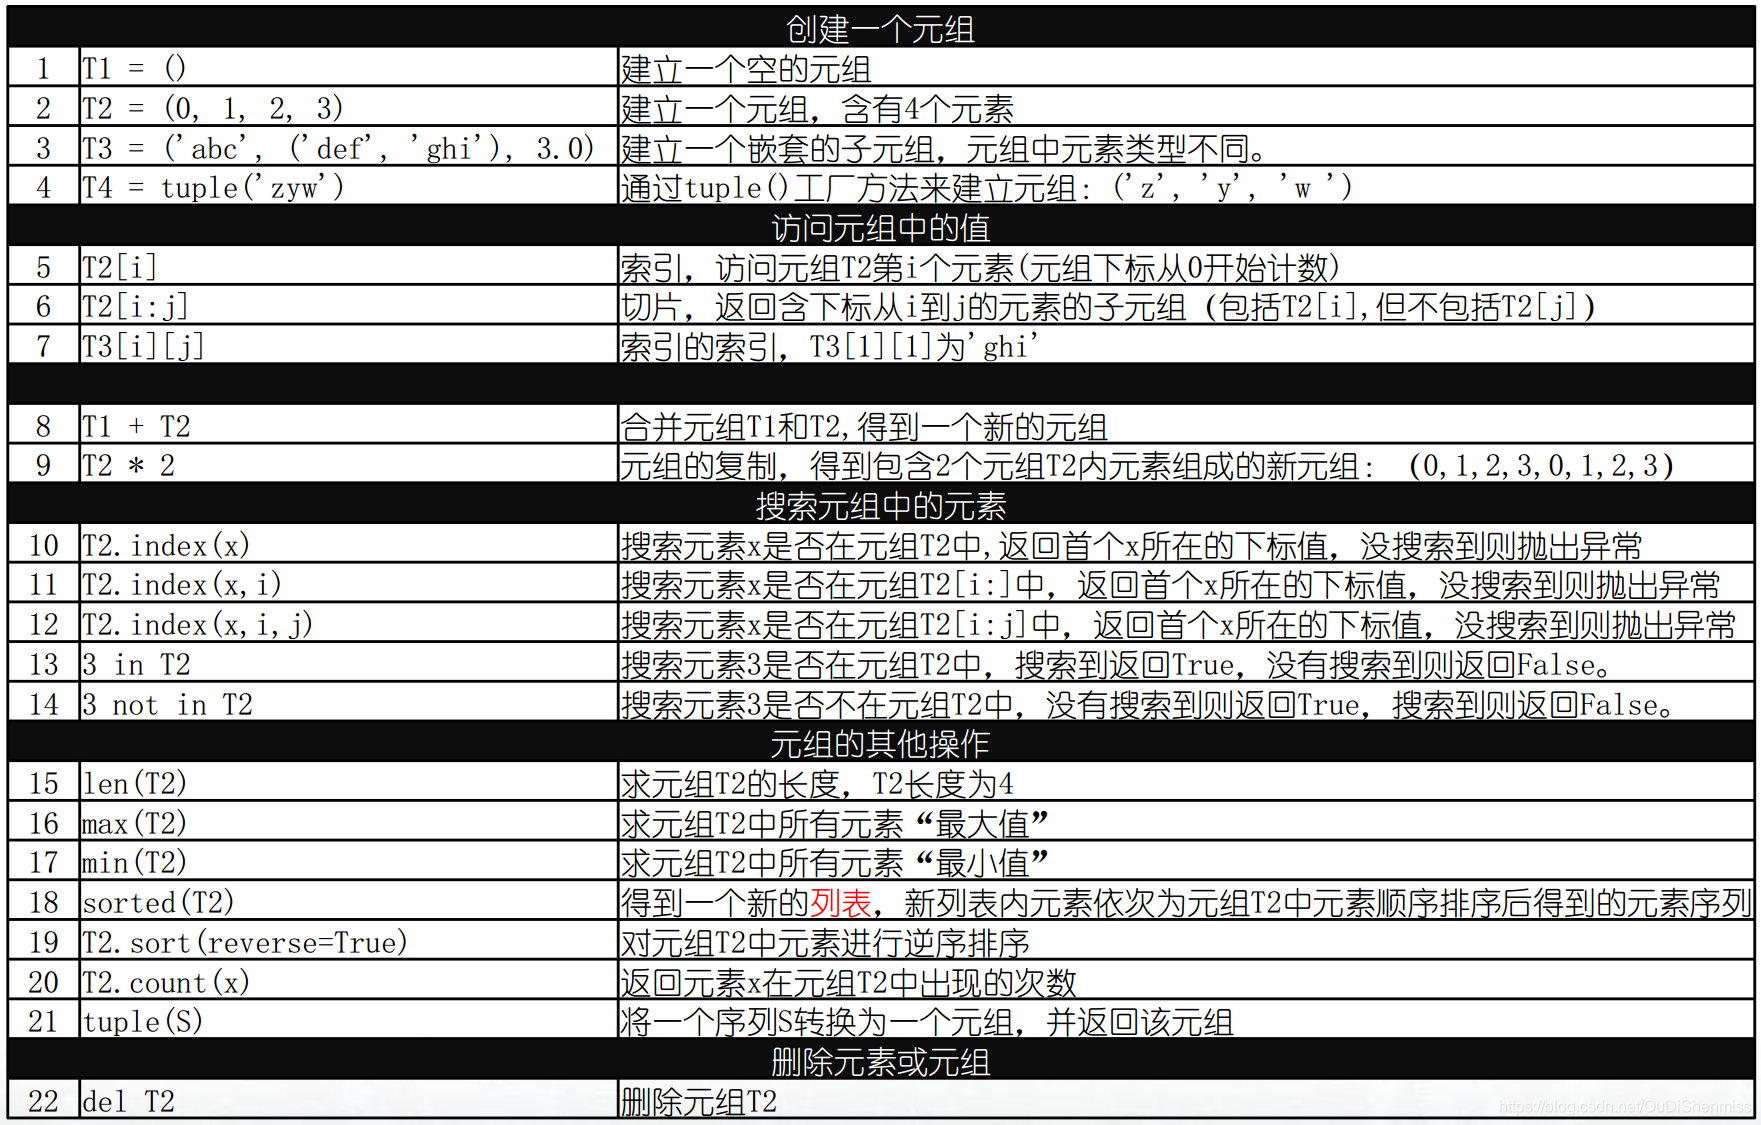 创建一个元组
1 T1 = () 建立一个空的元组
2 T2 = (0, 1, 2, 3) 建立一个元组，含有4个元素
3 T3 = ('abc', ('def', 'ghi'), 3.0) 建立一个嵌套的子元组，元组中元素类型不同。
4 T4 = tuple('zyw') 通过tuple()工厂方法来建立元组: ('z', 'y', 'w ')
访问元组中的值
5 T2[i] 索引，访问元组T2第i个元素(元组下标从0开始计数)
6 T2[i:j] 切片，返回含下标从i到j的元素的子元组（包括T2[i],但不包括T2[j]）
7 T3[i][j] 索引的索引，T3[1][1]为'ghi'
8 T1 + T2 合并元组T1和T2,得到一个新的元组
9 T2 * 2 元组的复制，得到包含2个元组T2内元素组成的新元组: （0,1,2,3,0,1,2,3）
搜索元组中的元素
10 T2.index(x) 搜索元素x是否在元组T2中,返回首个x所在的下标值，没搜索到则抛出异常
11 T2.index(x,i) 搜索元素x是否在元组T2[i:]中，返回首个x所在的下标值，没搜索到则抛出异常
12 T2.index(x,i,j) 搜索元素x是否在元组T2[i:j]中，返回首个x所在的下标值，没搜索到则抛出异常
13 3 in T2 搜索元素3是否在元组T2中，搜索到返回True，没有搜索到则返回False。
14 3 not in T2 搜索元素3是否不在元组T2中，没有搜索到则返回True，搜索到则返回False。
元组的其他操作
15 len(T2) 求元组T2的长度，T2长度为4
16 max(T2) 求元组T2中所有元素“最大值”
17 min(T2) 求元组T2中所有元素“最小值”
18 sorted(T2) 得到一个新的列表，新列表内元素依次为元组T2中元素顺序排序后得到的元素序列
19 T2.sort(reverse=True) 对元组T2中元素进行逆序排序
20 T2.count(x) 返回元素x在元组T2中出现的次数
21 tuple(S) 将一个序列S转换为一个元组，并返回该元组
删除元素或元组
22 del T2 删除元组T2
https://blog.csdn.net/OuDiShenmiss